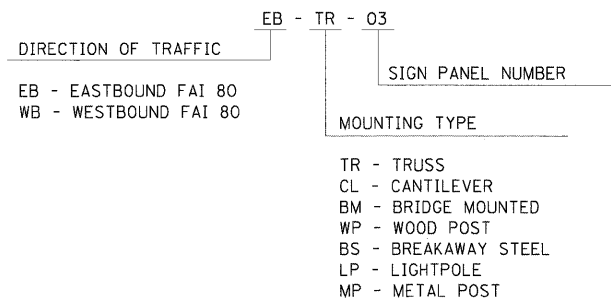 EB - TR - 03
DIRECTION OF TRAFFIC
SIGN PANEL NUMBER
EB - EASTBOUND FAI 80
WB - WESTBOUND FAI 80
MOUNTING TYPE
TR - TRUSS
CL - CANTILEVER
BM - BRIDGE MOUNTED
WP - WOOD POST
BS - BREAKAWAY STEEL
LP - LIGHTPOLE
MP - METAL POST